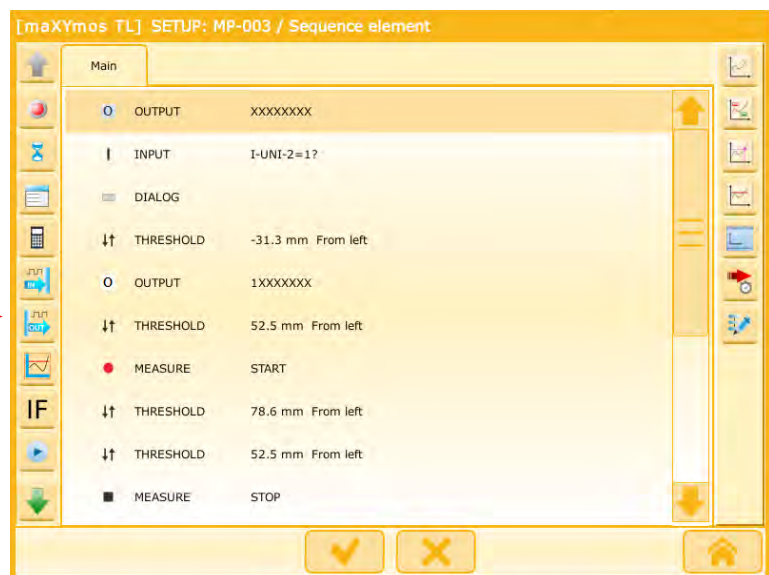 [maXYmos TL] SETUP: MP-003 / Sequence element
Main
O OUTPUT XXXXXXXX
I INPUT I-UNI-2=1?
DIALOG
↓↑ THRESHOLD -31.3 mm From left
O OUTPUT 1XXXXXXX
↓↑ THRESHOLD 52.5 mm From left
MEASURE START
↓↑ THRESHOLD 78.6 mm From left
↓↑ THRESHOLD 52.5 mm From left
MEASURE STOP
IN
OUT
IF